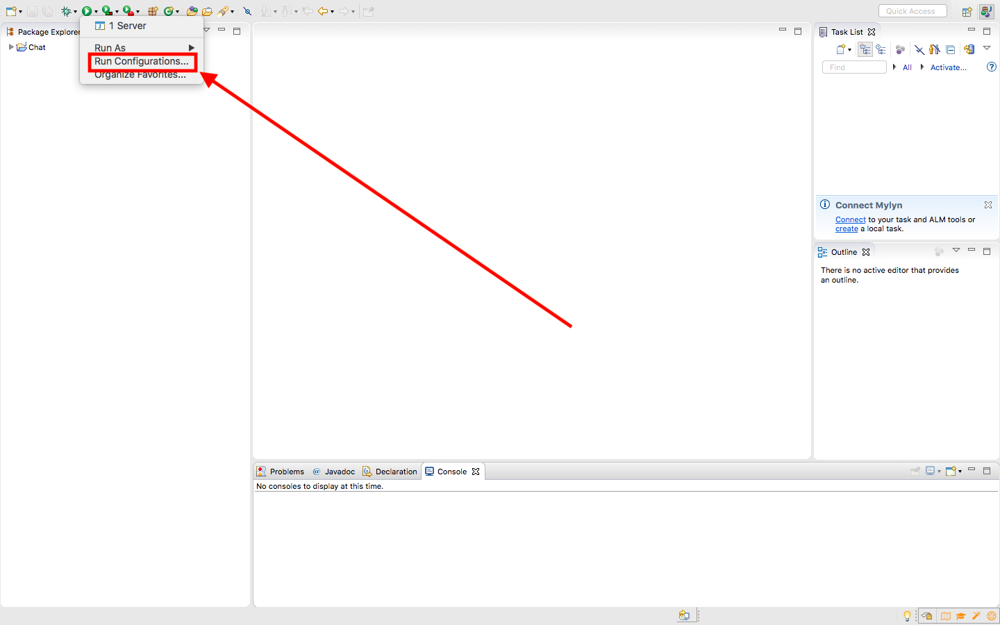 Quick Access
Package Explorer
Chat
1 Server
Run As
Run Configurations...
Organize Favorites...
Task List
Find
All
Activate...
Connect Mylyn
Connect to your task and ALM tools or
create a local task.
Outline
There is no active editor that provides
an outline.
Problems
@ Javadoc
Declaration
Console
No consoles to display at this time.